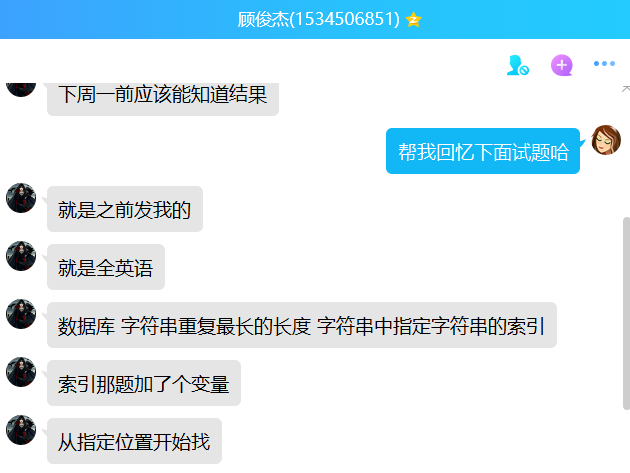 顾俊杰(1534506851)
下周一前应该能知道结果
帮我回忆下面试题哈
就是之前发我的
就是全英语
数据库 字符串重复最长的长度 字符串中指定字符串的索引
索引那题加了个变量
从指定位置开始找